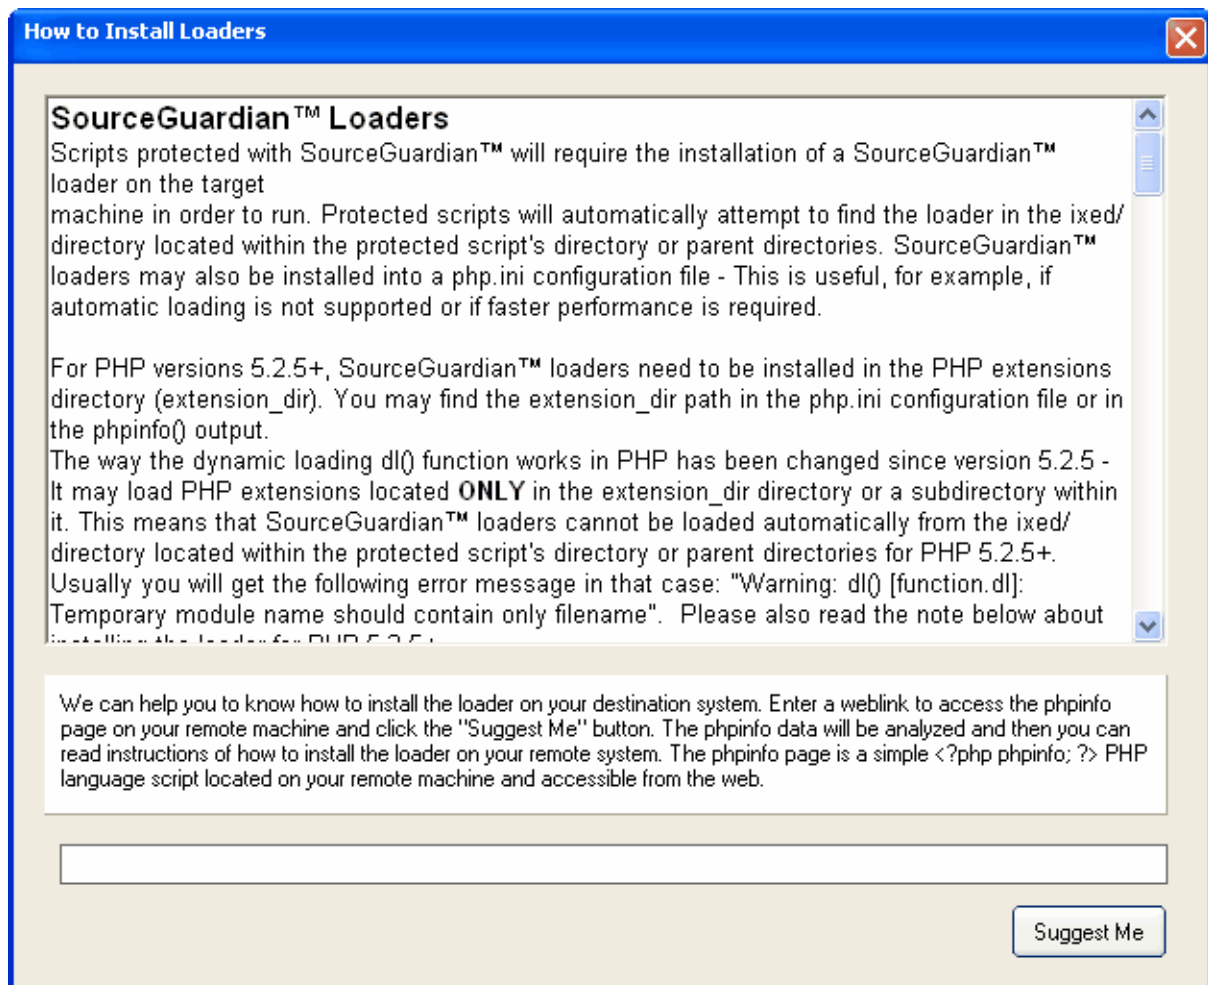 How to Install Loaders
SourceGuardian™ Loaders
Scripts protected with SourceGuardian™ will require the installation of a SourceGuardian™
loader on the target
machine in order to run. Protected scripts will automatically attempt to find the loader in the ixed/
directory located within the protected script's directory or parent directories. SourceGuardian™
loaders may also be installed into a php.ini configuration file - This is useful, for example, if
automatic loading is not supported or if faster performance is required.
For PHP versions 5.2.5+, SourceGuardian™ loaders need to be installed in the PHP extensions
directory (extension_dir). You may find the extension_dir path in the php.ini configuration file or in
the phpinfo() output.
The way the dynamic loading dl() function works in PHP has been changed since version 5.2.5 -
It may load PHP extensions located ONLY in the extension_dir directory or a subdirectory within
it. This means that SourceGuardian™ loaders cannot be loaded automatically from the ixed/
directory located within the protected script's directory or parent directories for PHP 5.2.5+.
Usually you will get the following error message in that case: "Warning: dl() [function.dl]:
Temporary module name should contain only filename".  Please also read the note below about
installing the loader for PHP 5.2.5+
We can help you to know how to install the loader on your destination system. Enter a weblink to access the phpinfo
page on your remote machine and click the "Suggest Me" button. The phpinfo data will be analyzed and then you can
read instructions of how to install the loader on your remote system. The phpinfo page is a simple <?php phpinfo; ?> PHP
language script located on your remote machine and accessible from the web.
Suggest Me